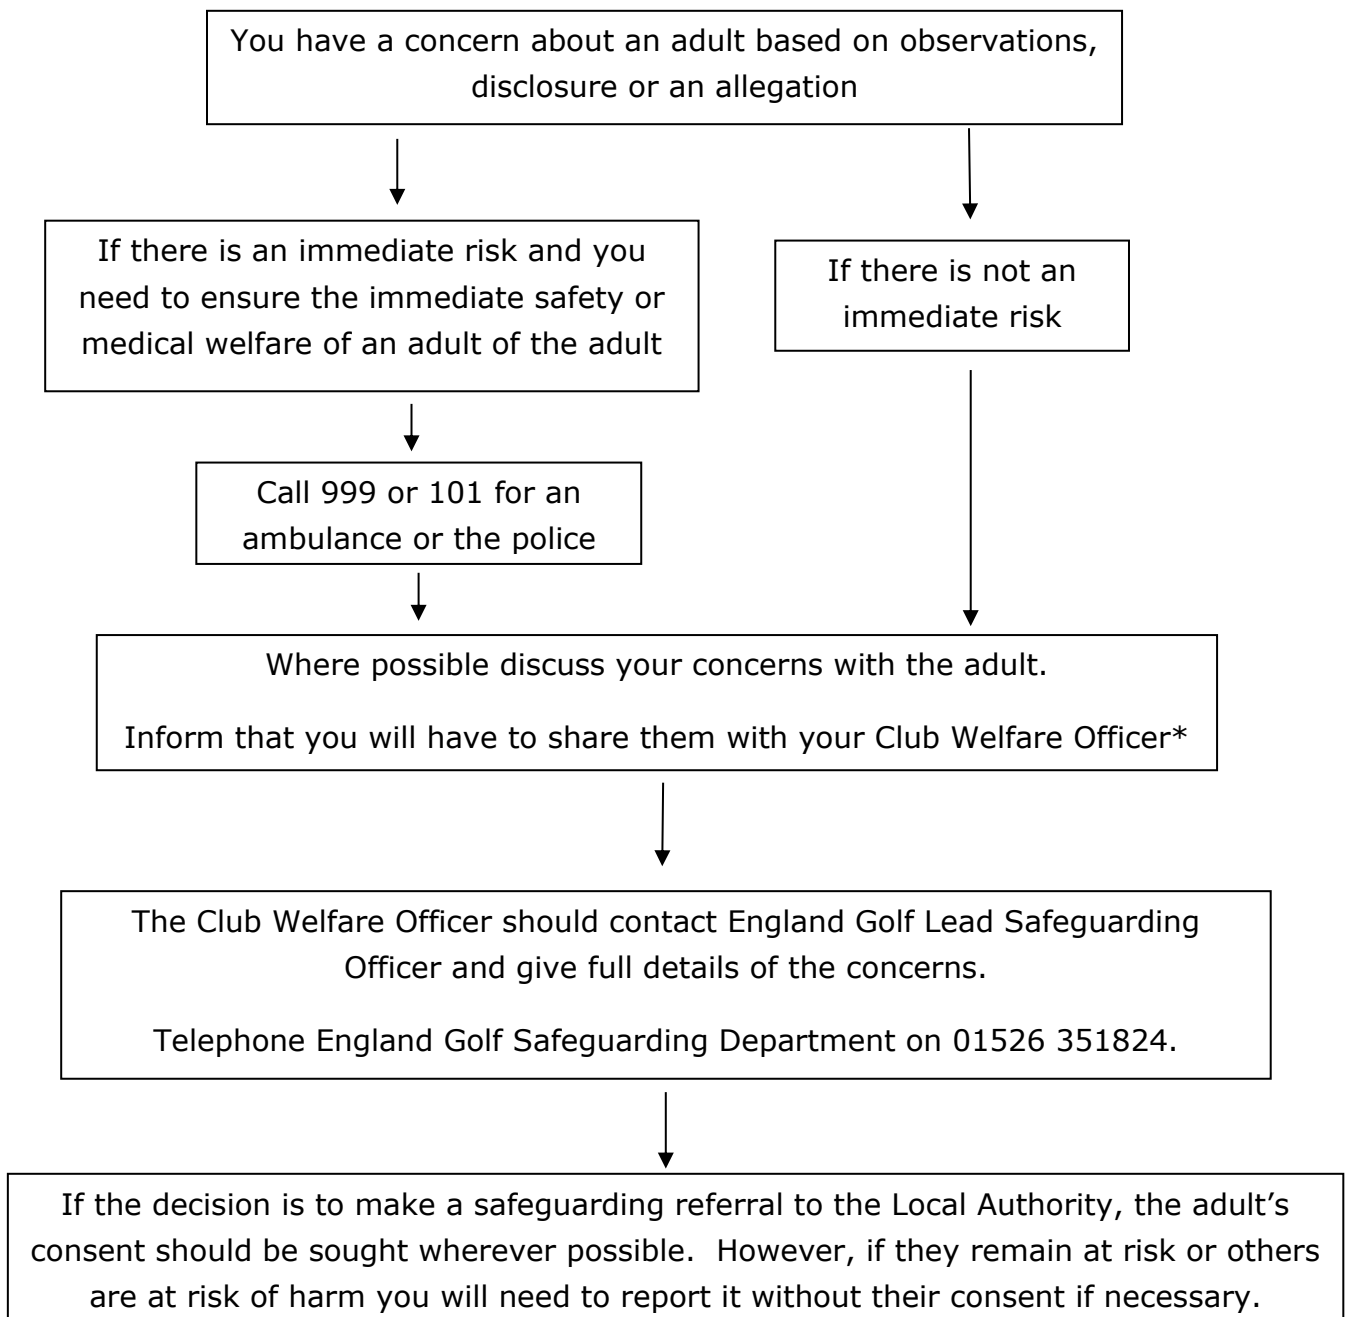 You have a concern about an adult based on observations,
disclosure or an allegation
If there is an immediate risk and you
need to ensure the immediate safety or
medical welfare of an adult of the adult
If there is not an
immediate risk
Call 999 or 101 for an
ambulance or the police
Where possible discuss your concerns with the adult.
Inform that you will have to share them with your Club Welfare Officer*
The Club Welfare Officer should contact England Golf Lead Safeguarding
Officer and give full details of the concerns.
Telephone England Golf Safeguarding Department on 01526 351824.
If the decision is to make a safeguarding referral to the Local Authority, the adult’s
consent should be sought wherever possible.  However, if they remain at risk or others
are at risk of harm you will need to report it without their consent if necessary.